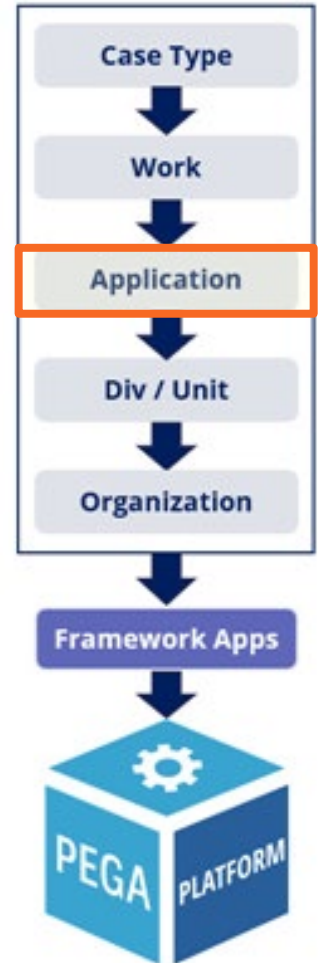 Case Type
Work
Application
Div / Unit
Organization
Framework Apps
PEGA
PLATFORM